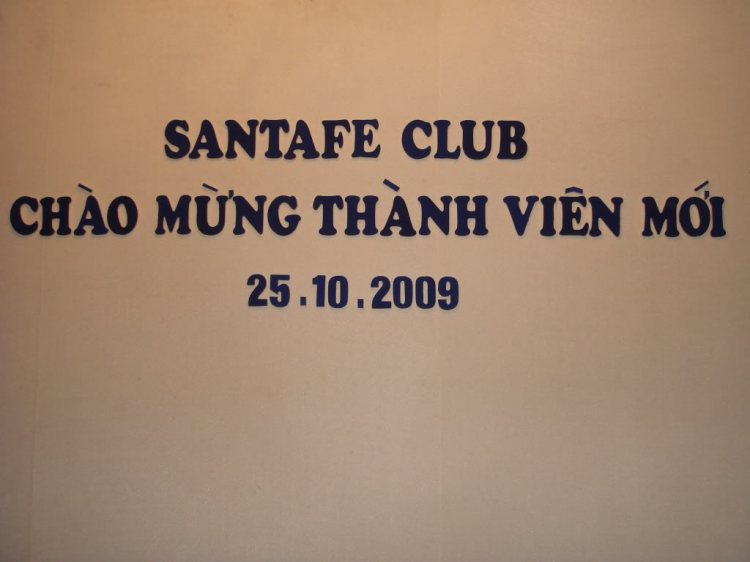 SANTAFE CLUB
CHÀO MỪNG THÀNH VIÊN MỚI
25.10.2009